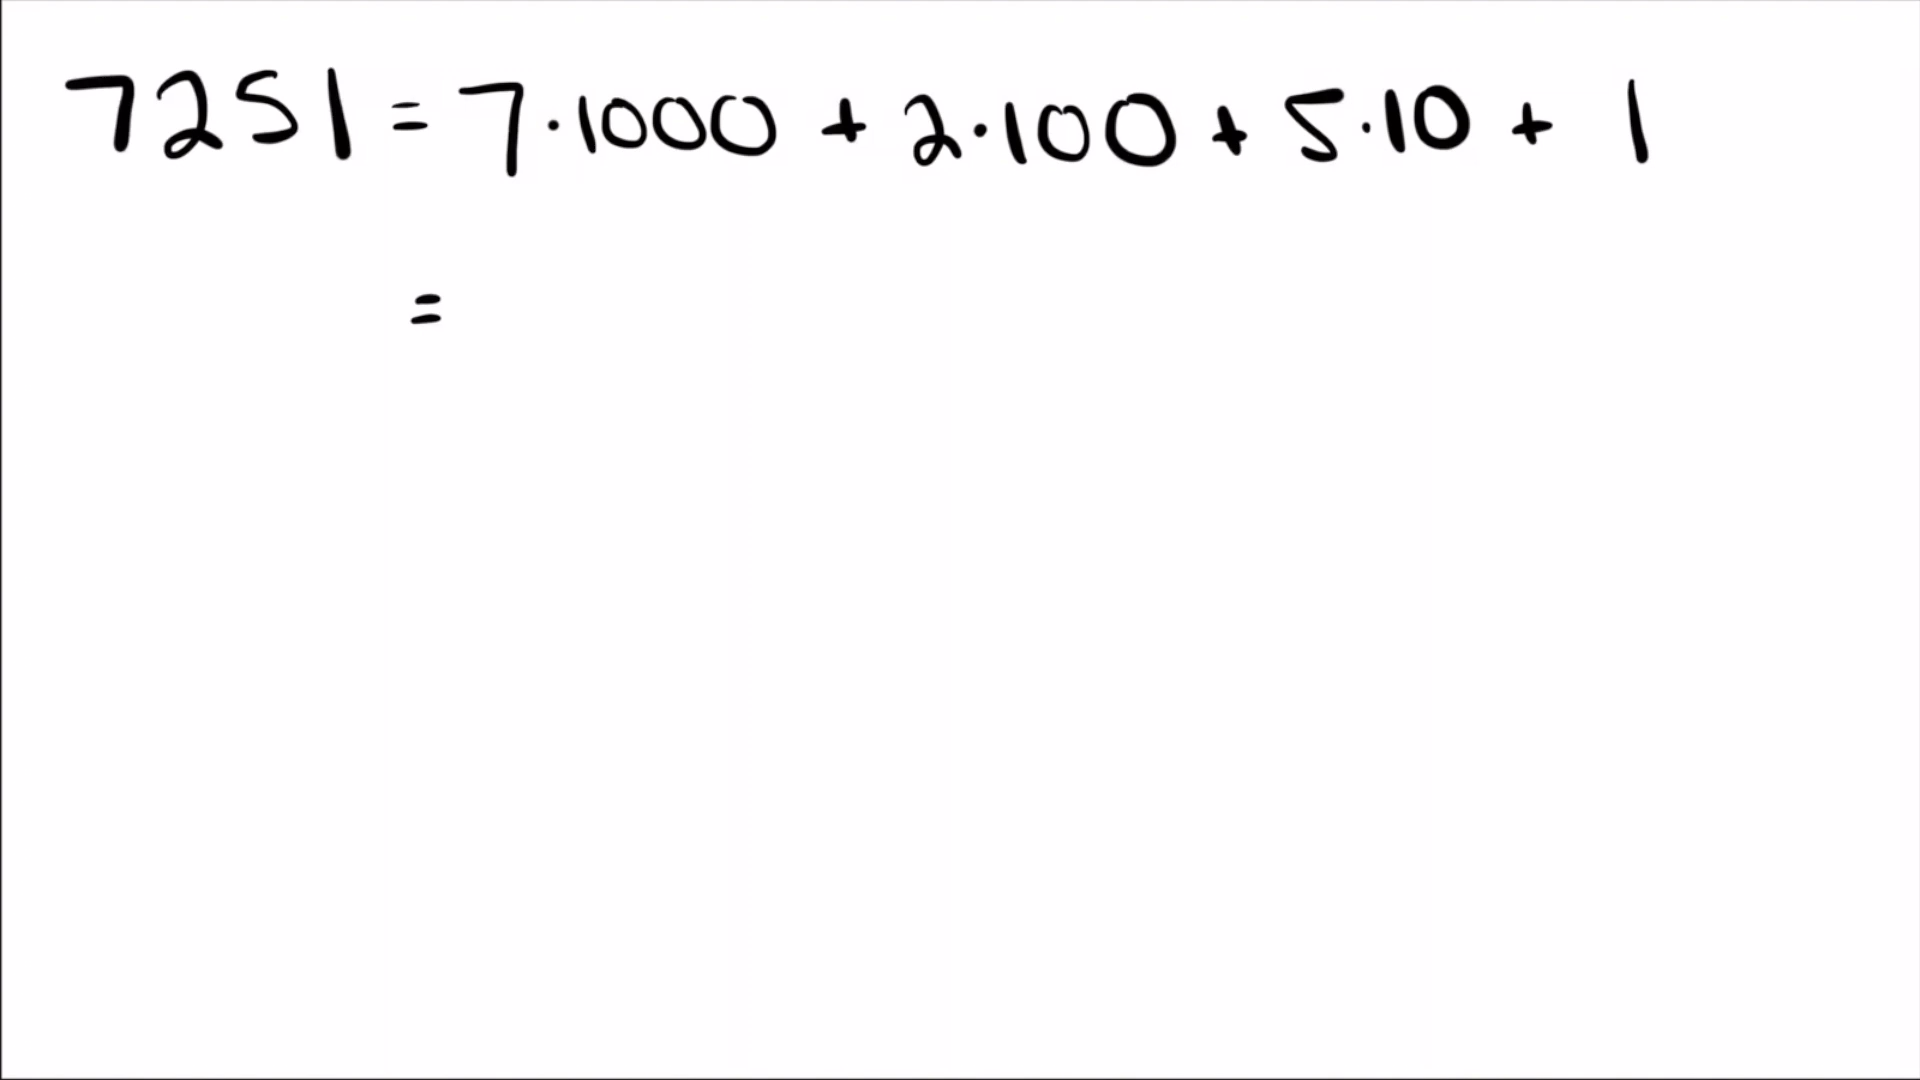 7251 = 7·1000 + 2·100 + 5·10 + 1
=